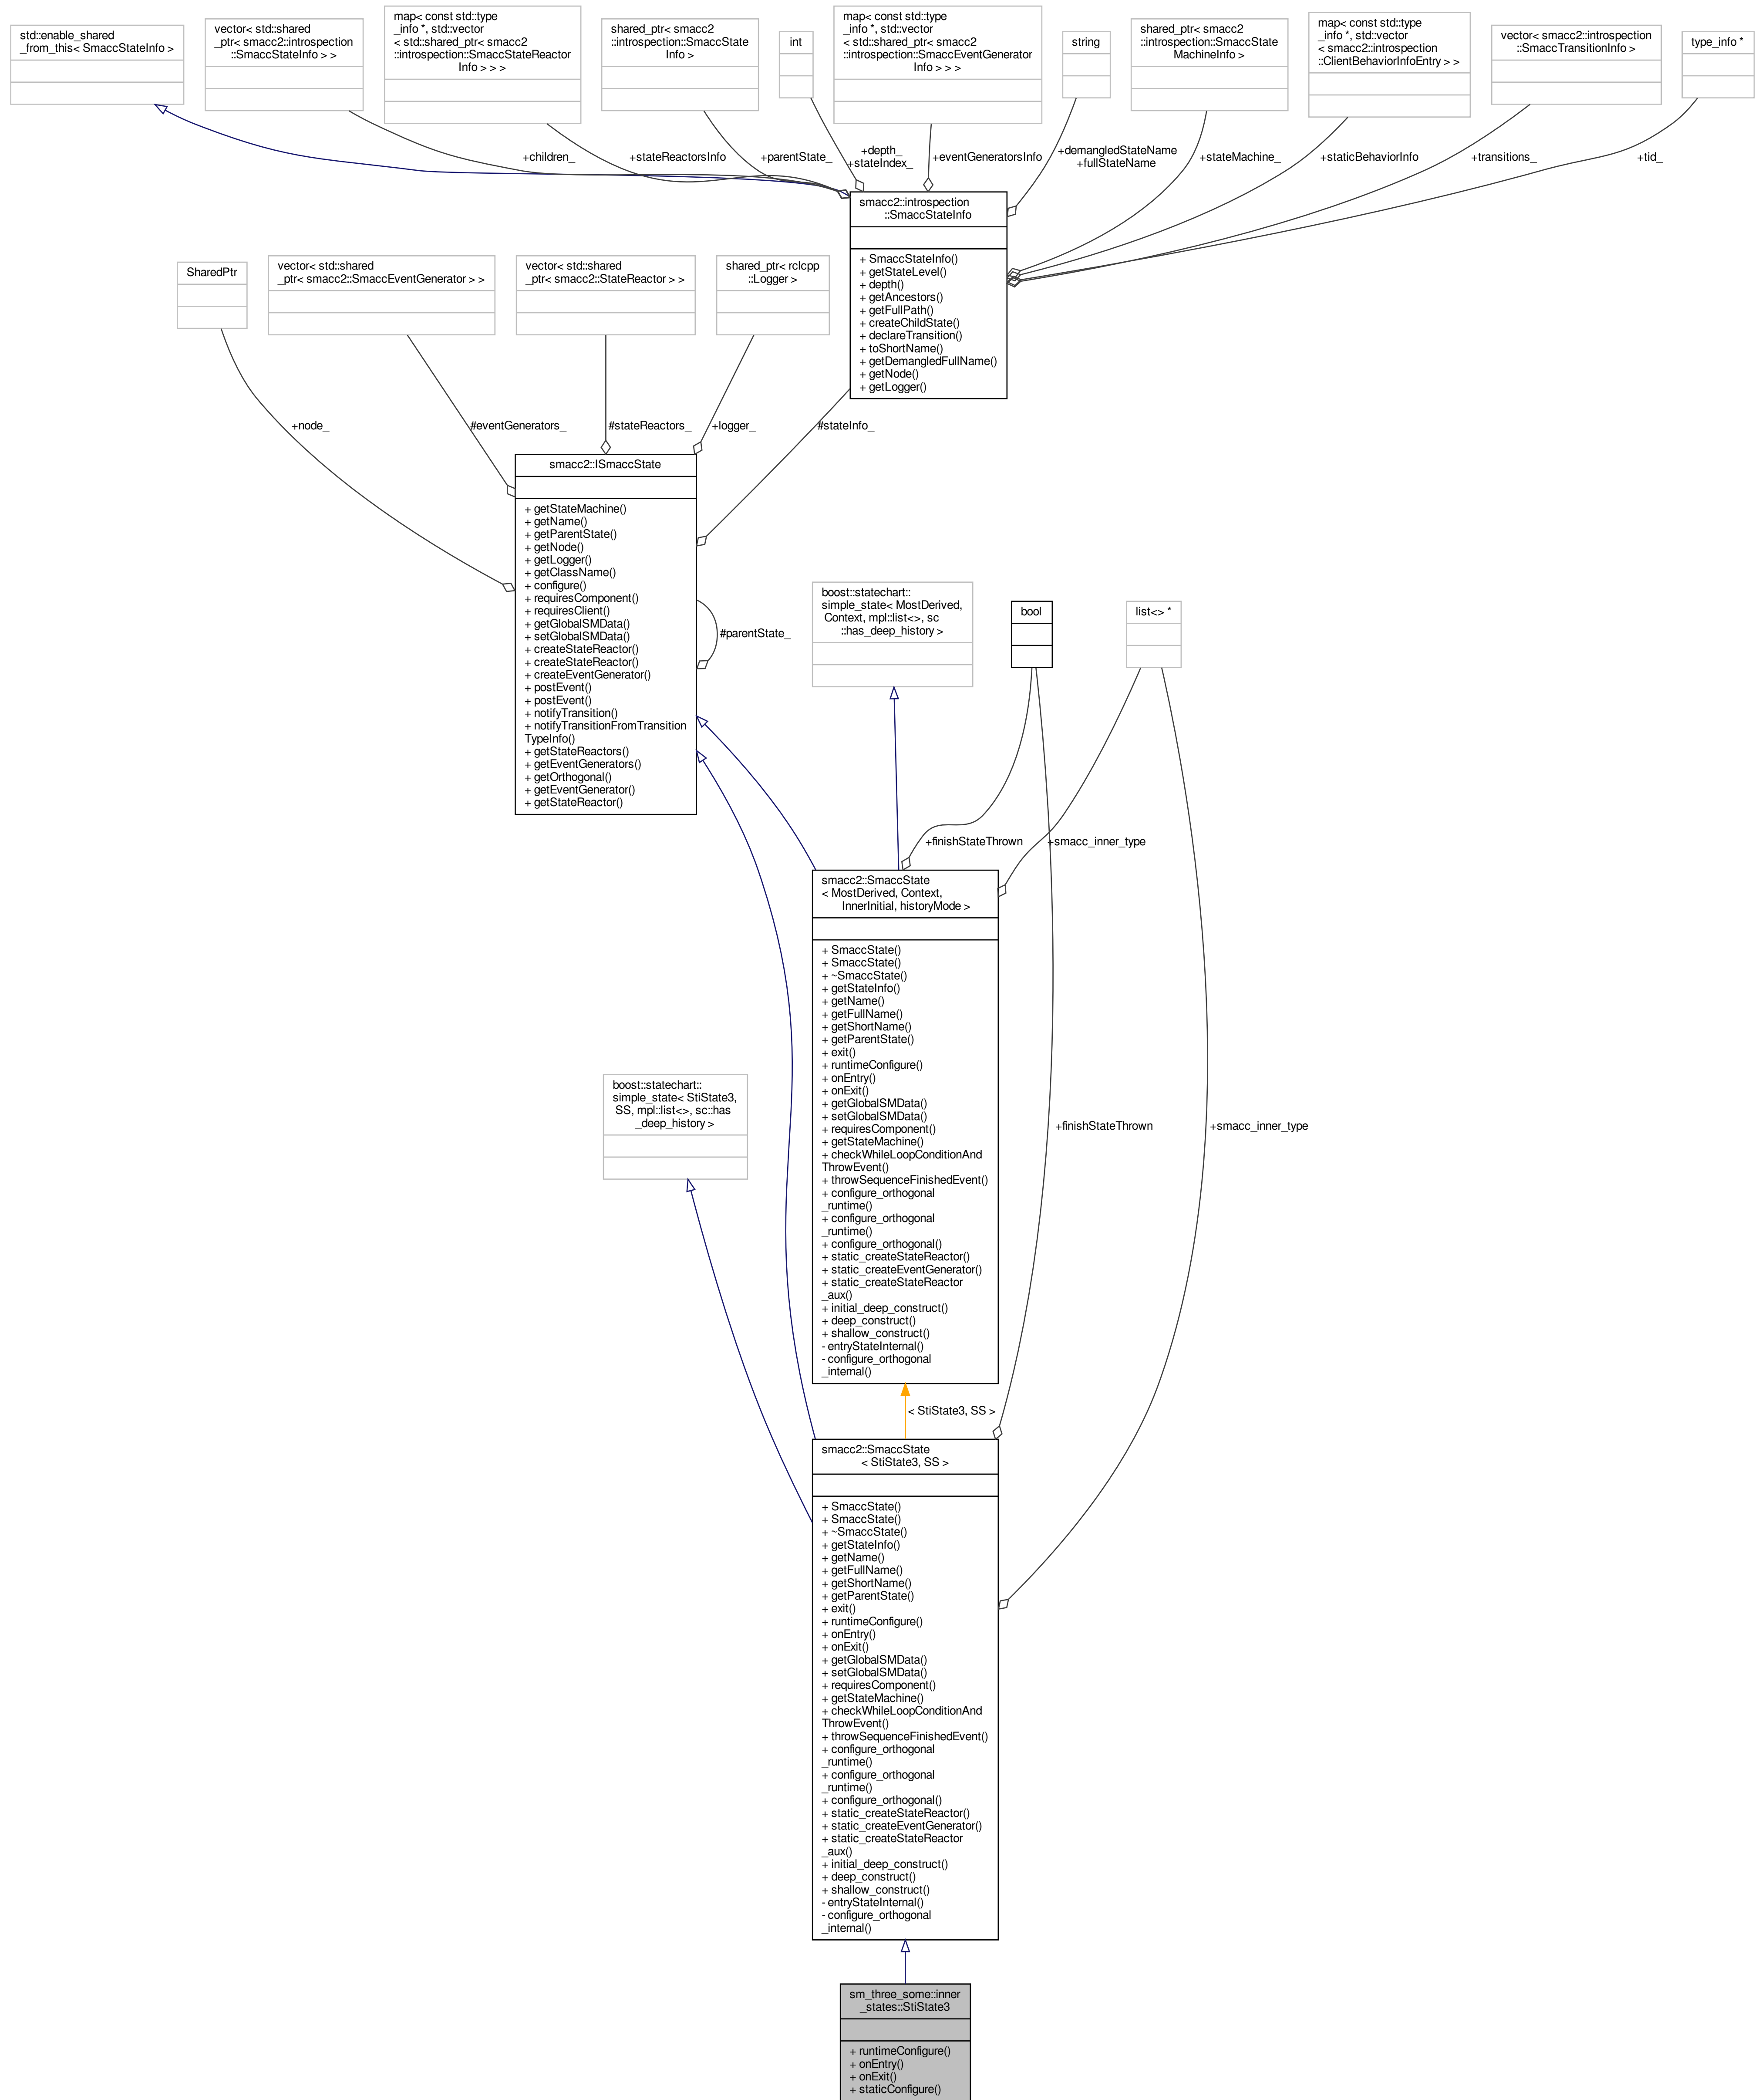 std::enable_shared
_from_this< SmaccStateInfo >
vector< std::shared
_ptr< smacc2::introspection
::SmaccStateInfo > >
map< const std::type
_info *, std::vector
< std::shared_ptr< smacc2
::introspection::SmaccStateReactor
Info > > >
shared_ptr< smacc2
::introspection::SmaccState
Info >
int
map< const std::type
_info *, std::vector
< std::shared_ptr< smacc2
::introspection::SmaccEventGenerator
Info > > >
string
shared_ptr< smacc2
::introspection::SmaccState
MachineInfo >
map< const std::type
_info *, std::vector
< smacc2::introspection
::ClientBehaviorInfoEntry > >
vector< smacc2::introspection
::SmaccTransitionInfo >
type_info *
+children_
+stateReactorsInfo
+parentState_
+depth_
+stateIndex_
+eventGeneratorsInfo
+demangledStateName
+fullStateName
+stateMachine_
+staticBehaviorInfo
+transitions_
+tid_
smacc2::introspection
::SmaccStateInfo
+ SmaccStateInfo()
+ getStateLevel()
+ depth()
+ getAncestors()
+ getFullPath()
+ createChildState()
+ declareTransition()
+ toShortName()
+ getDemangledFullName()
+ getNode()
+ getLogger()
SharedPtr
vector< std::shared
_ptr< smacc2::SmaccEventGenerator > >
vector< std::shared
_ptr< smacc2::StateReactor > >
shared_ptr< rclcpp
::Logger >
+node_
#eventGenerators_
#stateReactors_
+logger_
#stateInfo_
smacc2::ISmaccState
+ getStateMachine()
+ getName()
+ getParentState()
+ getNode()
+ getLogger()
+ getClassName()
+ configure()
+ requiresComponent()
+ requiresClient()
+ getGlobalSMData()
+ setGlobalSMData()
+ createStateReactor()
+ createStateReactor()
+ createEventGenerator()
+ postEvent()
+ postEvent()
+ notifyTransition()
+ notifyTransitionFromTransition
TypeInfo()
+ getStateReactors()
+ getEventGenerators()
+ getOrthogonal()
+ getEventGenerator()
+ getStateReactor()
#parentState_
boost::statechart::
simple_state< MostDerived,
Context, mpl::list<>, sc
::has_deep_history >
bool
list<> *
+finishStateThrown
+smacc_inner_type
smacc2::SmaccState
< MostDerived, Context,
InnerInitial, historyMode >
+ SmaccState()
+ SmaccState()
+ ~SmaccState()
+ getStateInfo()
+ getName()
+ getFullName()
+ getShortName()
+ getParentState()
+ exit()
+ runtimeConfigure()
+ onEntry()
+ onExit()
+ getGlobalSMData()
+ setGlobalSMData()
+ requiresComponent()
+ getStateMachine()
+ checkWhileLoopConditionAnd
ThrowEvent()
+ throwSequenceFinishedEvent()
+ configure_orthogonal
_runtime()
+ configure_orthogonal
_runtime()
+ configure_orthogonal()
+ static_createStateReactor()
+ static_createEventGenerator()
+ static_createStateReactor
_aux()
+ initial_deep_construct()
+ deep_construct()
+ shallow_construct()
- entryStateInternal()
- configure_orthogonal
_internal()
boost::statechart::
simple_state< StiState3,
SS, mpl::list<>, sc::has
_deep_history >
+finishStateThrown
+smacc_inner_type
< StiState3, SS >
smacc2::SmaccState
< StiState3, SS >
+ SmaccState()
+ SmaccState()
+ ~SmaccState()
+ getStateInfo()
+ getName()
+ getFullName()
+ getShortName()
+ getParentState()
+ exit()
+ runtimeConfigure()
+ onEntry()
+ onExit()
+ getGlobalSMData()
+ setGlobalSMData()
+ requiresComponent()
+ getStateMachine()
+ checkWhileLoopConditionAnd
ThrowEvent()
+ throwSequenceFinishedEvent()
+ configure_orthogonal
_runtime()
+ configure_orthogonal
_runtime()
+ configure_orthogonal()
+ static_createStateReactor()
+ static_createEventGenerator()
+ static_createStateReactor
_aux()
+ initial_deep_construct()
+ deep_construct()
+ shallow_construct()
- entryStateInternal()
- configure_orthogonal
_internal()
sm_three_some::inner
_states::StiState3
+ runtimeConfigure()
+ onEntry()
+ onExit()
+ staticConfigure()